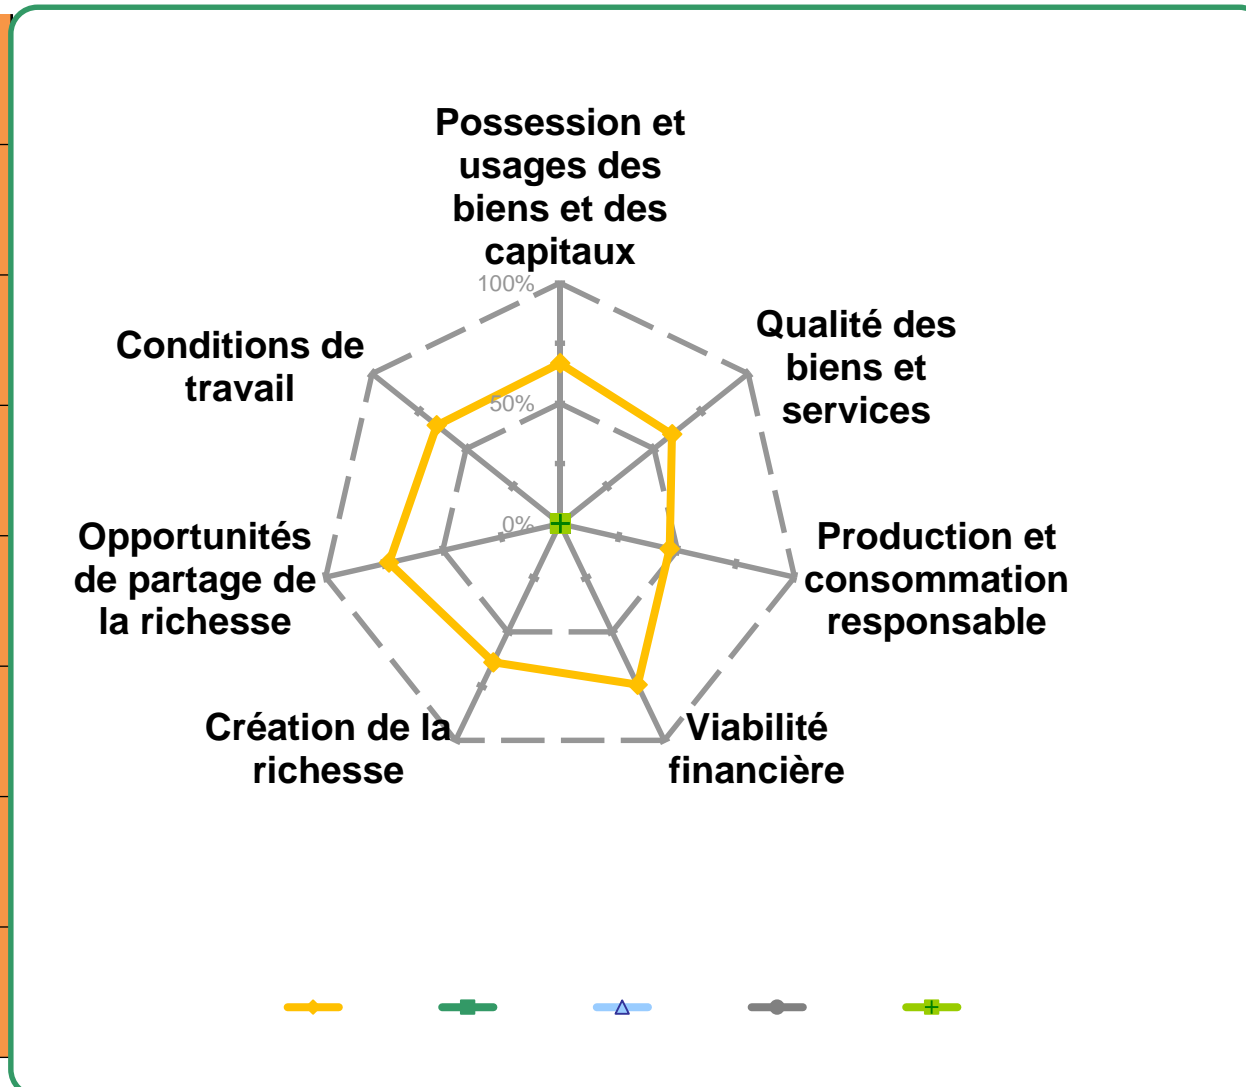 Possession et
usages des
biens et des
capitaux
100%
Qualité des
biens et
services
Conditions de
travail
50%
0%
Opportunités
de partage de
la richesse
Production et
consommation
responsable
Création de la
richesse
Viabilité
financière